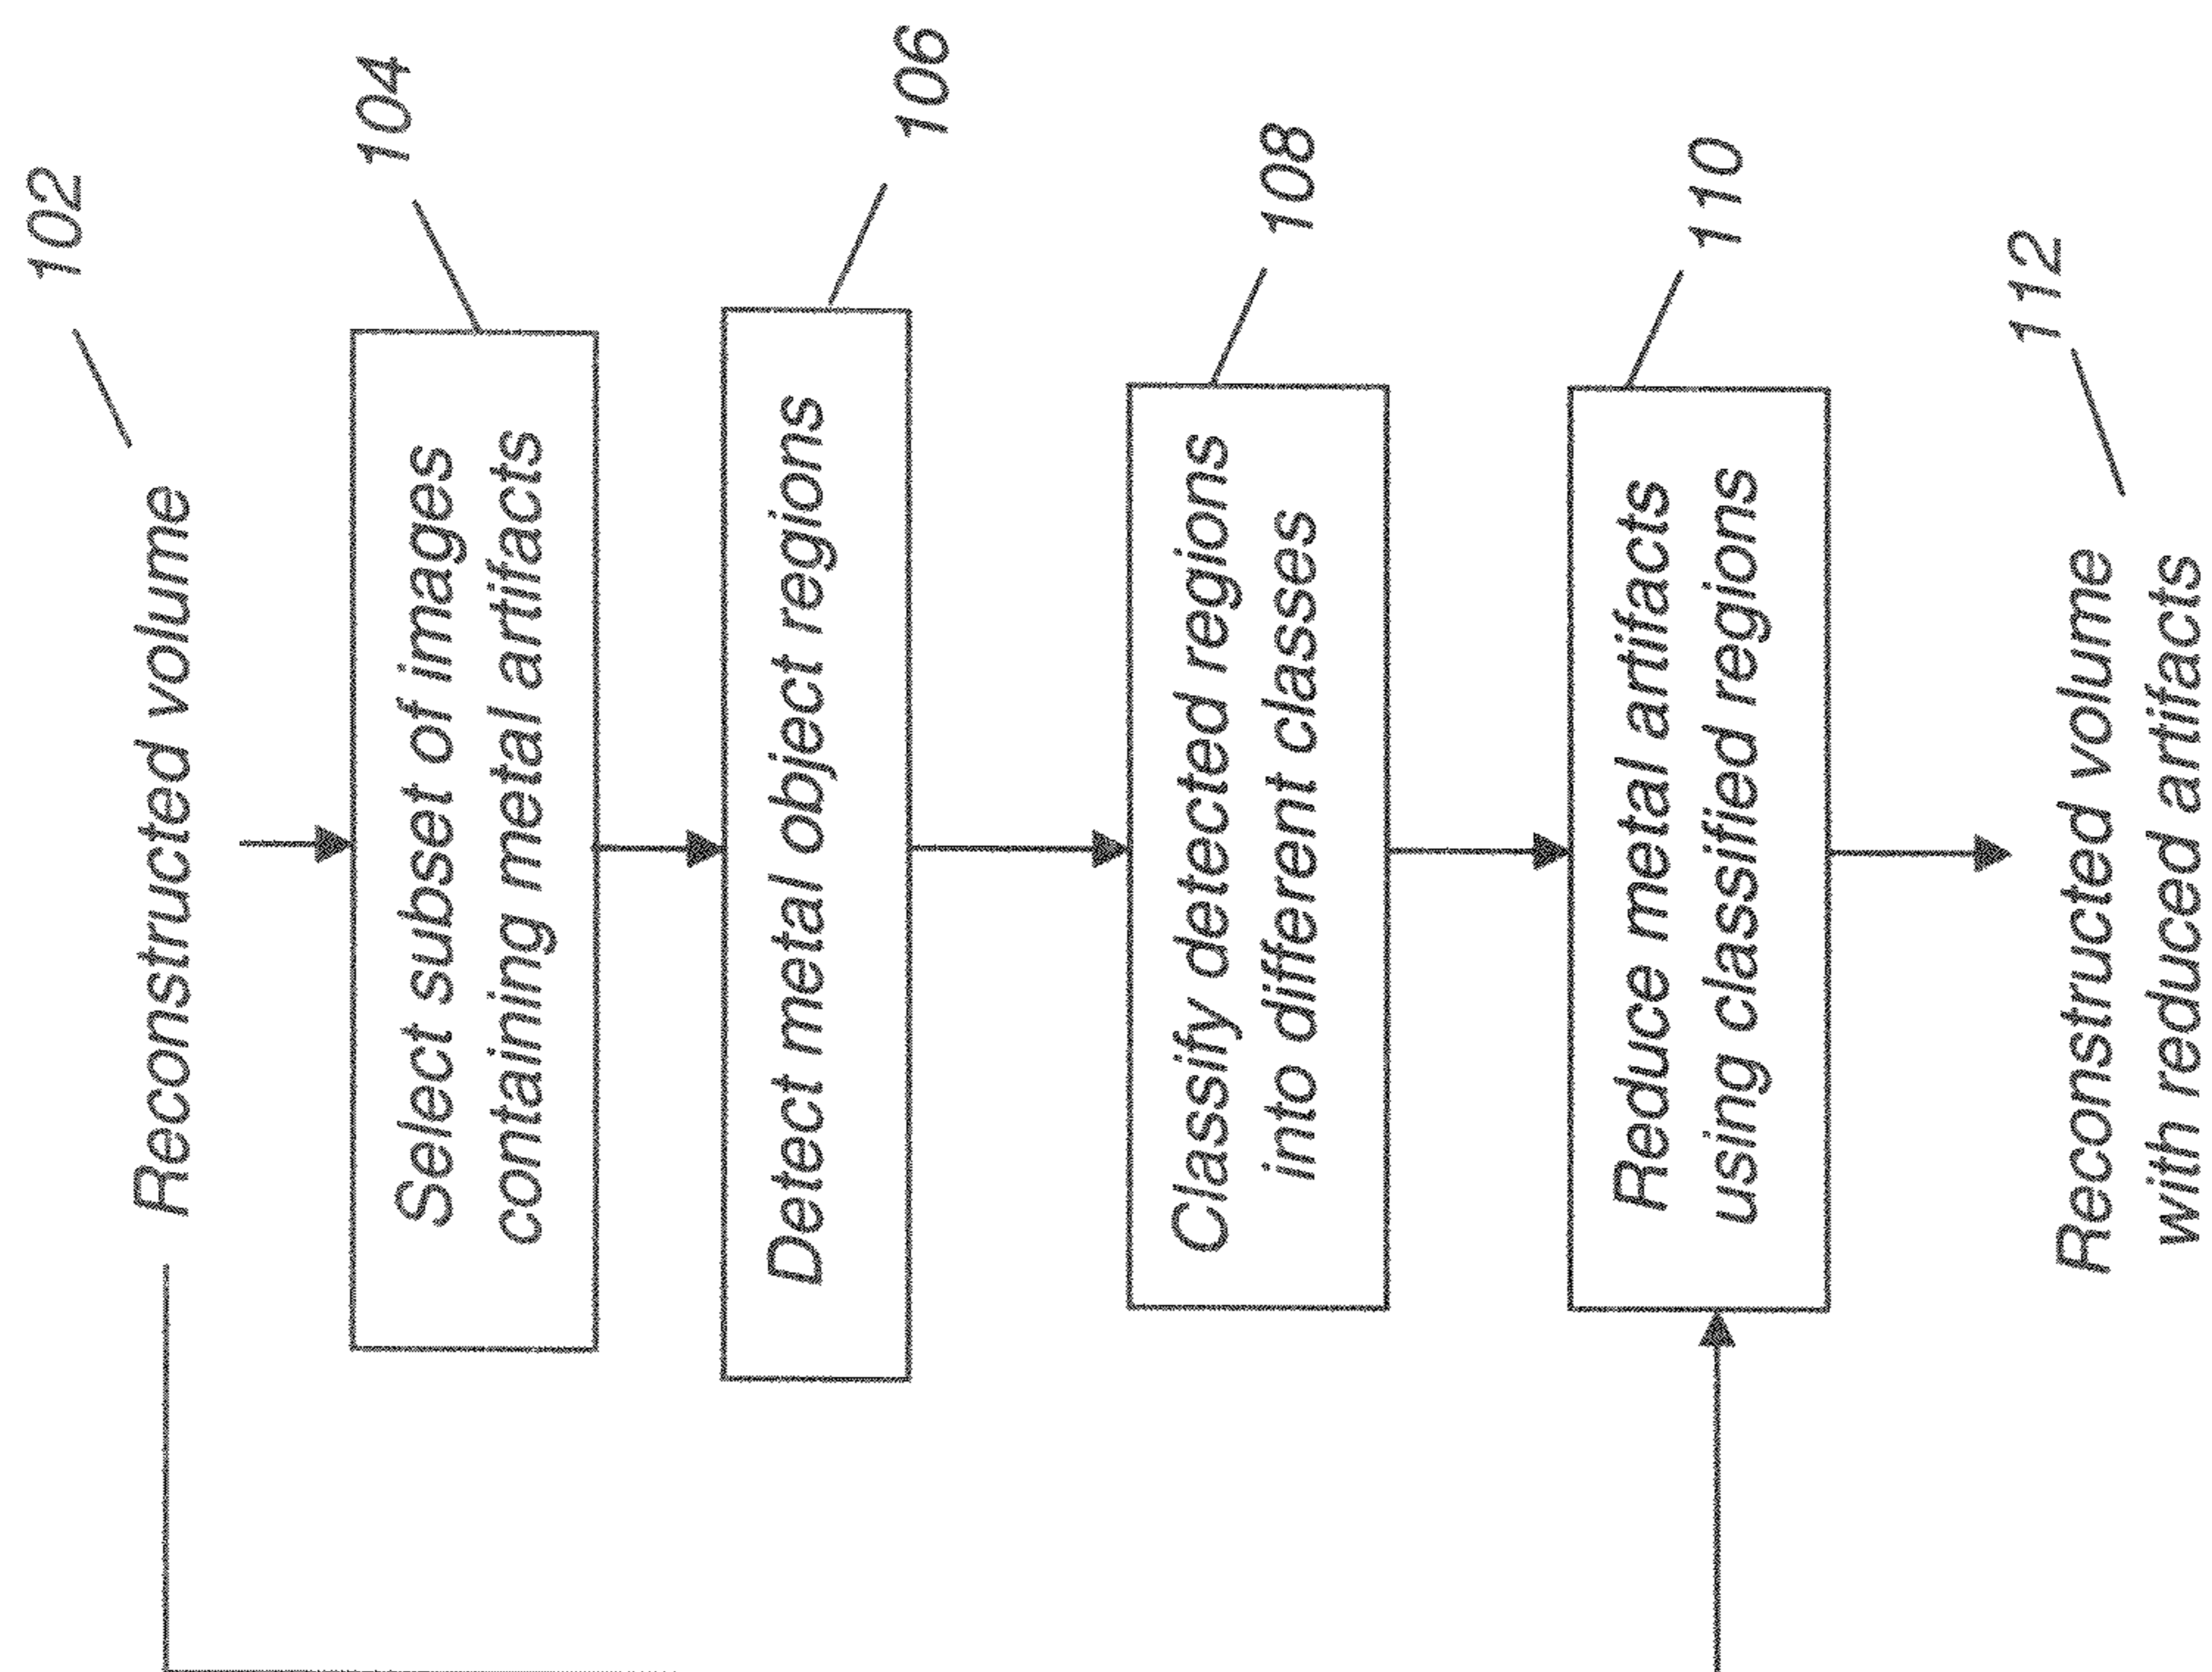 102
Reconstructed volume
104
Select subset of images
containing metal artifacts
106
Detect metal object regions
108
Classify detected regions
into different classes
110
Reduce metal artifacts
using classified regions
112
Reconstructed volume
with reduced artifacts